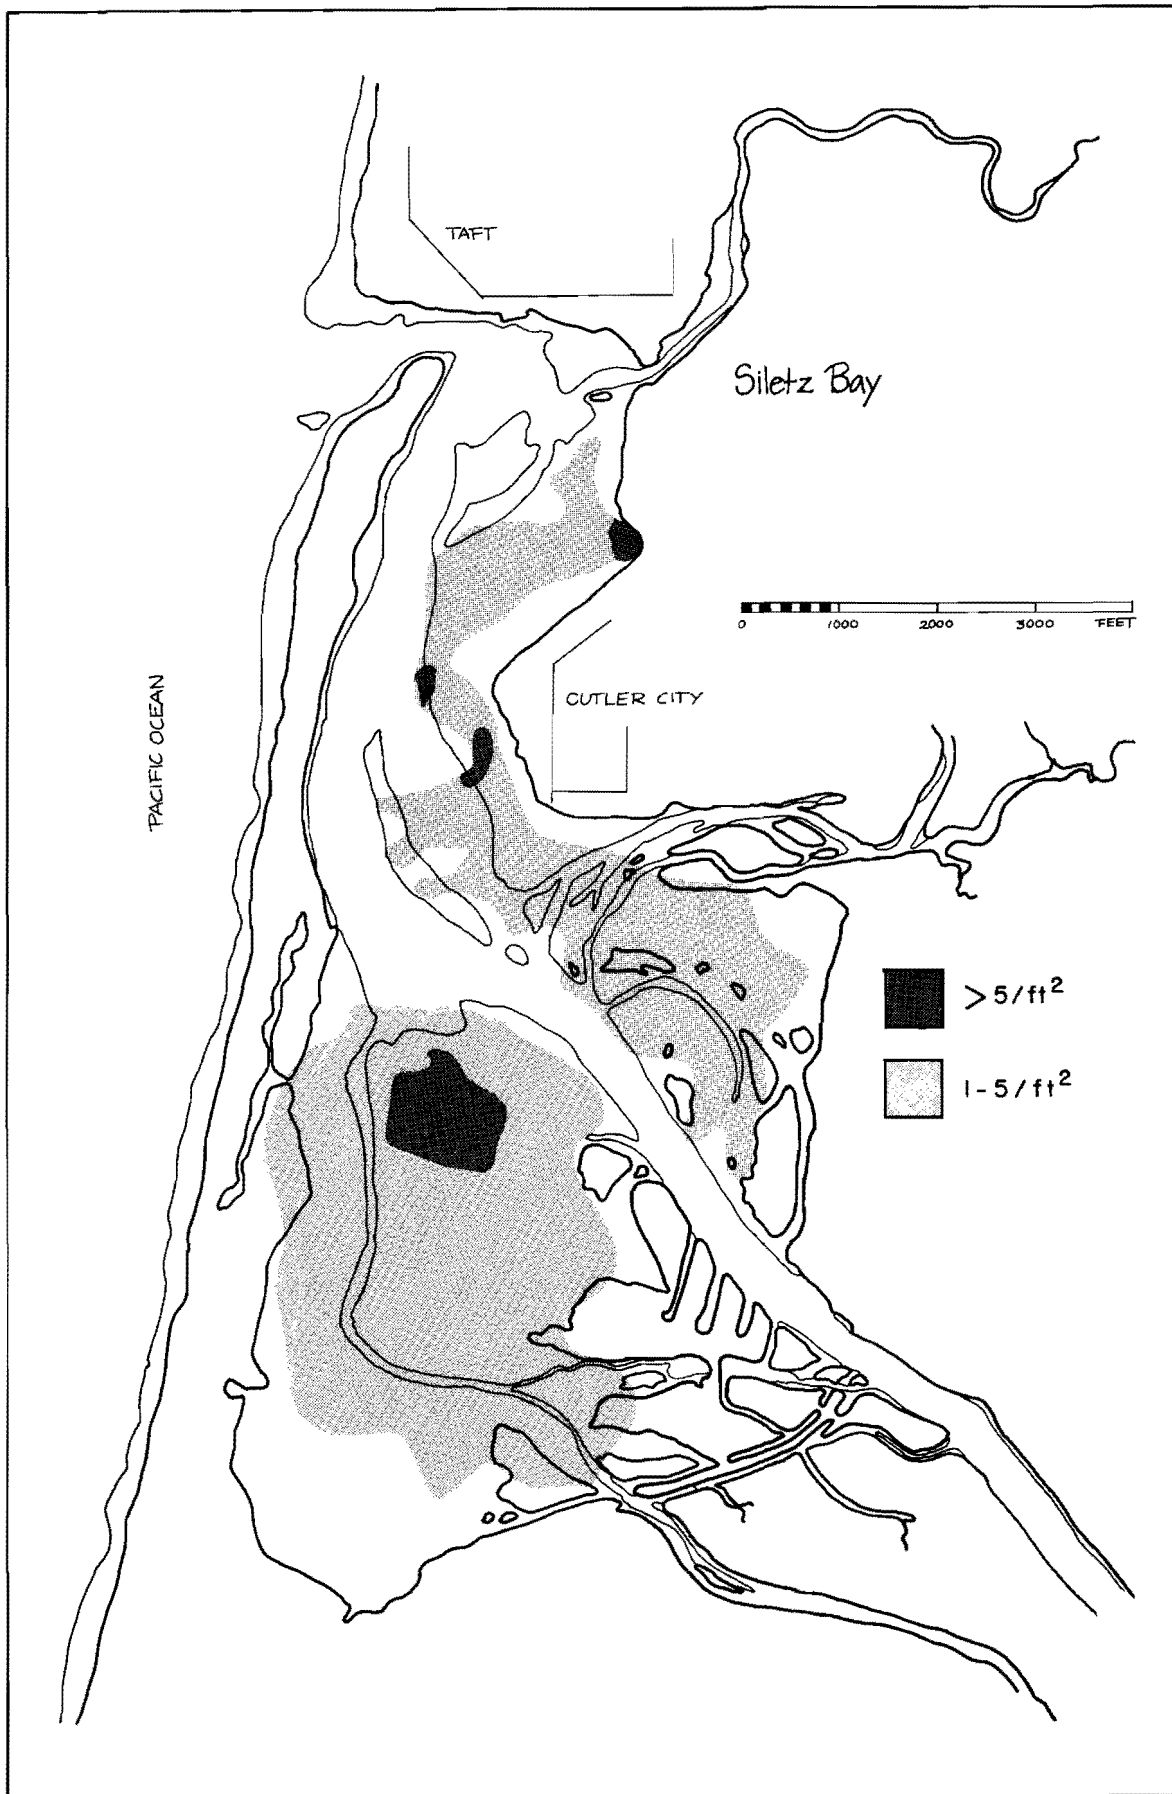 TAFT
Siletz Bay
0 1000 2000 3000 FEET
CUTLER CITY
PACIFIC OCEAN
>5/ft²
1-5/ft²